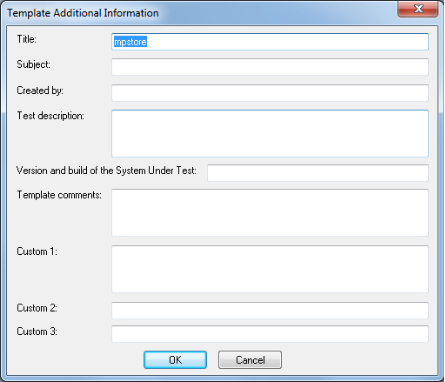 Template Additional Information
Title: mpstore
Subject:
Created by:
Test description:
Version and build of the System Under Test:
Template comments:
Custom 1:
Custom 2:
Custom 3:
OK Cancel